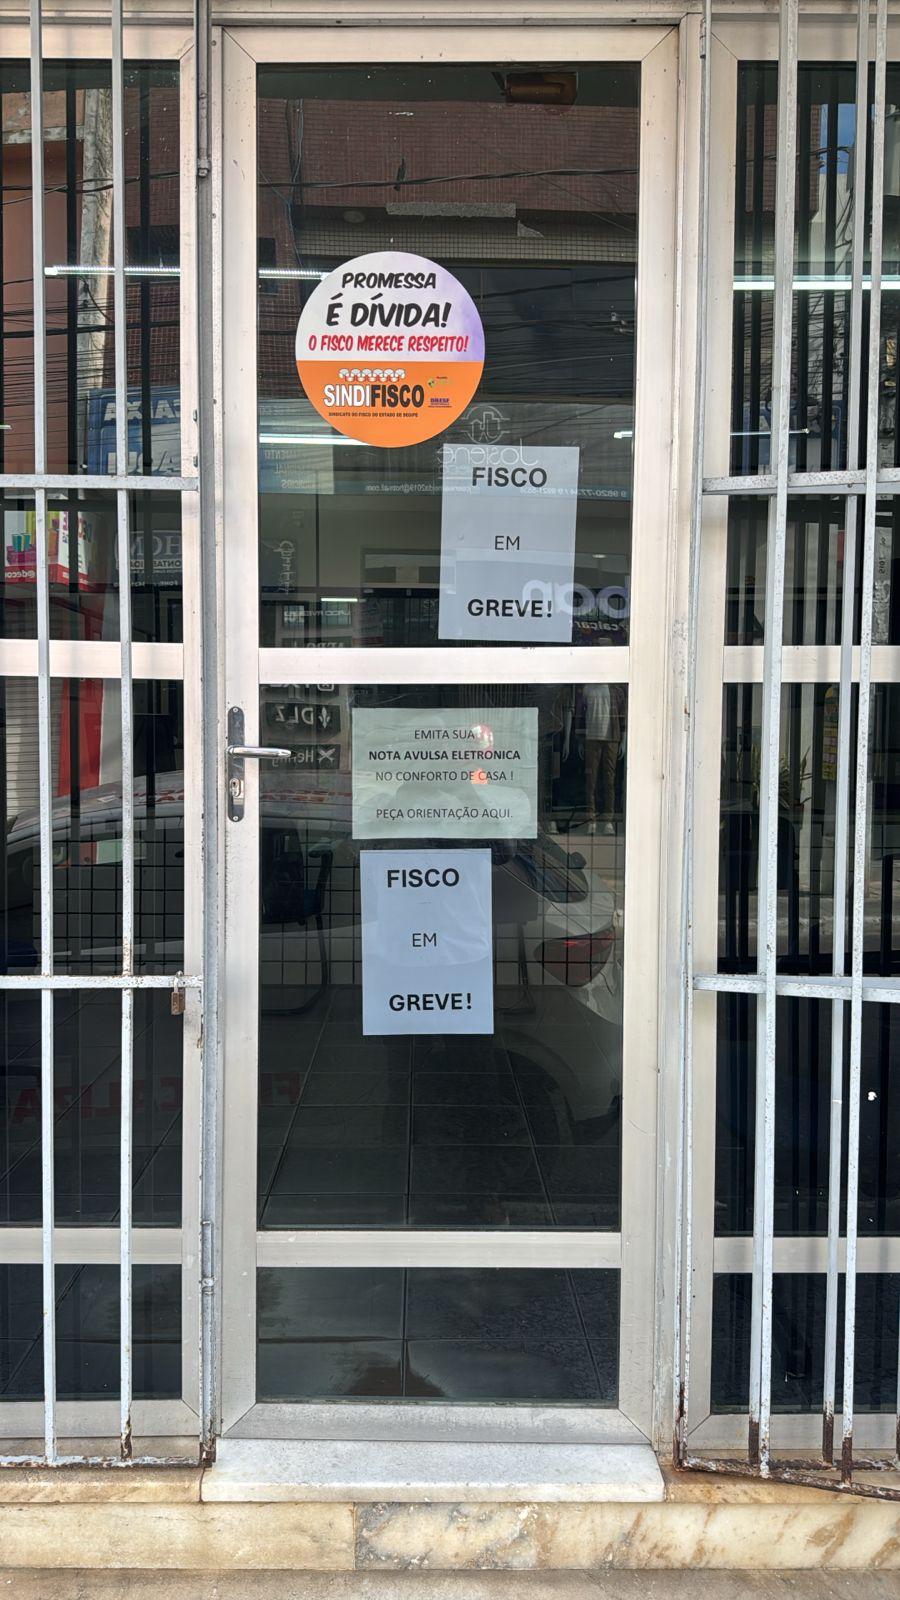 PROMESSA
É DÍVIDA!
O FISCO MERECE RESPEITO!
SINDIFISCO
SINDICATO DO FISCO DO ESTADO DE SERGIPE
FISCO
EM
GREVE!
EMITA SUA
NOTA AVULSA ELETRONICA
NO CONFORTO DE CASA !
PEÇA ORIENTAÇÃO AQUI.
FISCO
EM
GREVE!